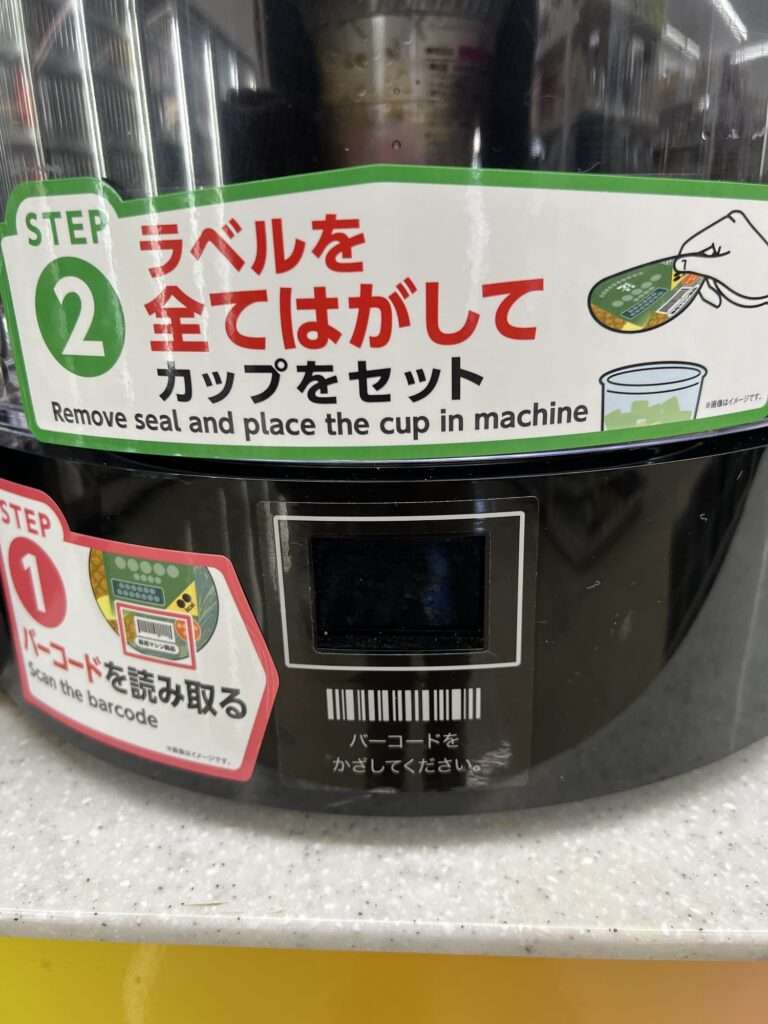 STEP
2
ラベルを
全てはがして
カップをセット
Remove seal and place the cup in machine
※画像はイメージです。
STEP
1
バーコードを読み取る
Scan the barcode
※画像はイメージです。
バーコードを
かざしてください。